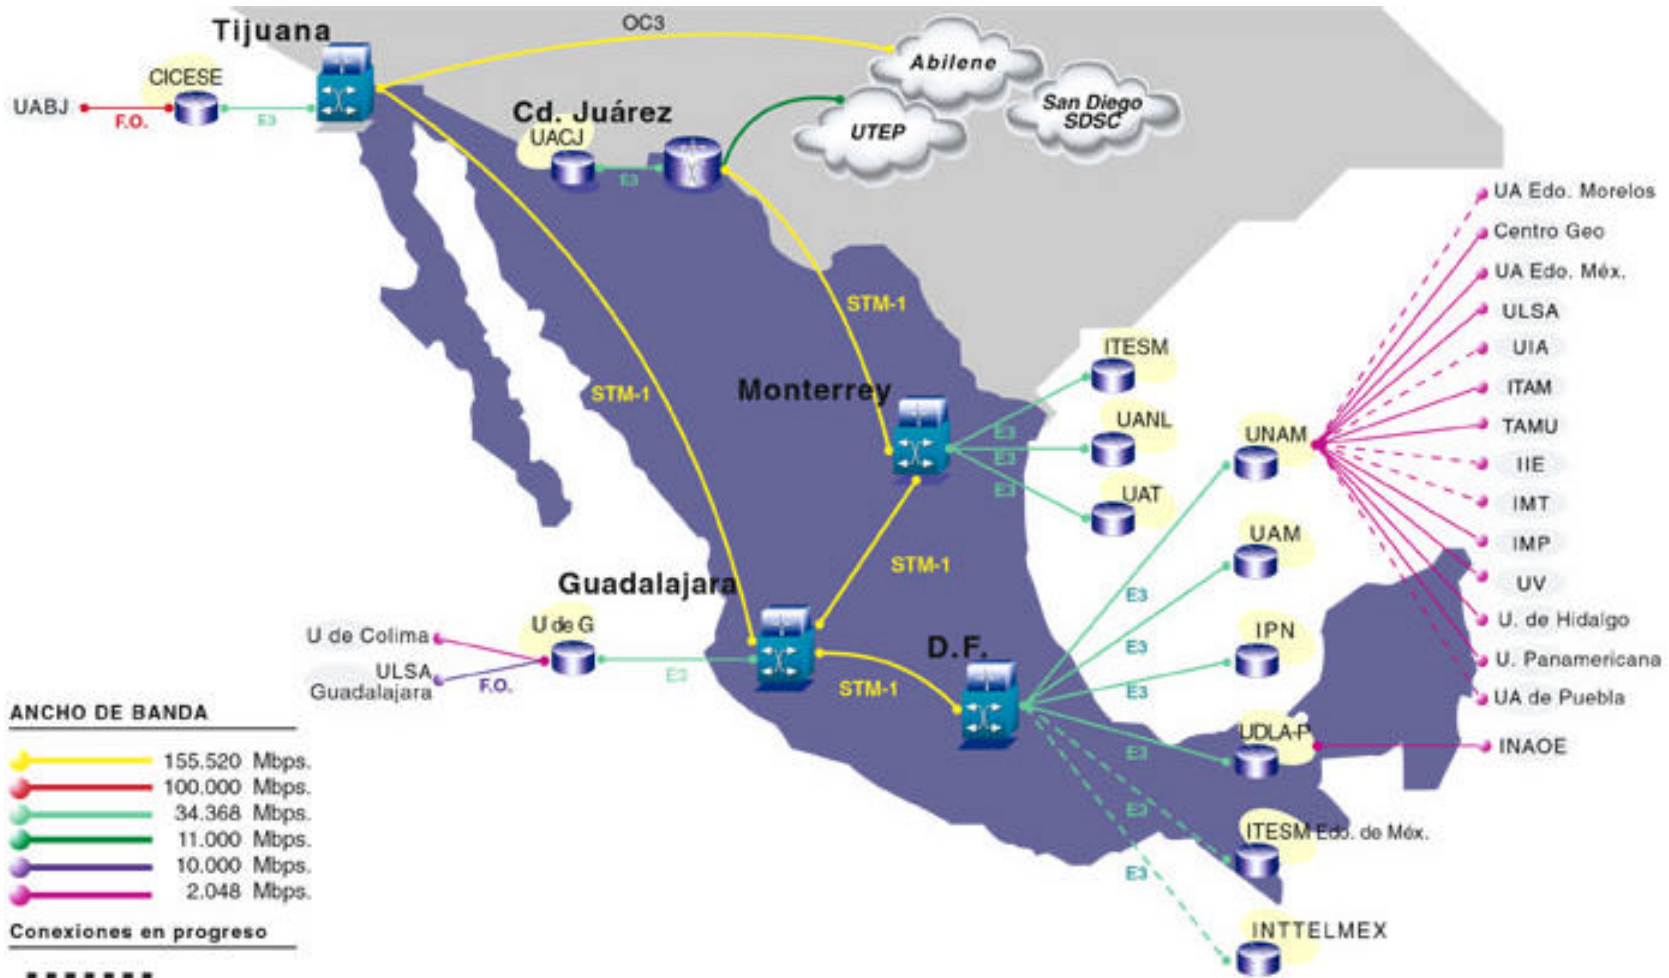 Tijuana
OC3
Abilene
San Diego
SDSC
UTEP
CICESE
UABJ
F.O.
E3
Cd. Juárez
UACJ
E3
STM-1
STM-1
Monterrey
ITESM
UANL
UAT
E3
E3
E3
STM-1
Guadalajara
U de G
U de Colima
ULSA
Guadalajara
F.O.
E3
STM-1
D.F.
UNAM
UAM
IPN
UDLA-P
ITESM Edo. de Méx.
INTTELMEX
E3
E3
E3
E3
E3
E3
UA Edo. Morelos
Centro Geo
UA Edo. Méx.
ULSA
UIA
ITAM
TAMU
IIE
IMT
IMP
UV
U. de Hidalgo
U. Panamericana
UA de Puebla
INAOE
ANCHO DE BANDA
155.520 Mbps.
100.000 Mbps.
34.368 Mbps.
11.000 Mbps.
10.000 Mbps.
2.048 Mbps.
Conexiones en progreso